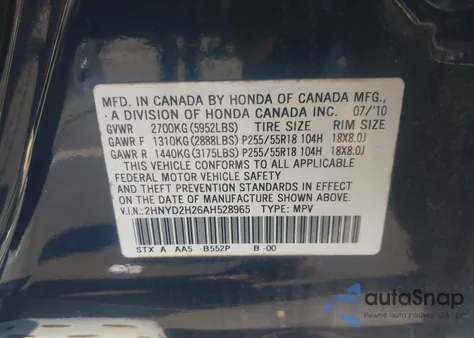 MFD. IN CANADA BY HONDA OF CANADA MFG.,
A DIVISION OF HONDA CANADA INC. 07/'10
GVWR 2700KG(5952LBS) TIRE SIZE RIM SIZE
GAWR F 1310KG(2888LBS) P255/55R18 104H 18X8.0J
GAWR R 1440KG(3175LBS) P255/55R18 104H 18X8.0J
THIS VEHICLE CONFORMS TO ALL APPLICABLE
FEDERAL MOTOR VEHICLE SAFETY
AND THEFT PREVENTION STANDARDS IN EFFECT
ON THE DATE OF MANUFACTURE SHOWN ABOVE.
V.I.N: 2HNYD2H26AH528965 TYPE: MPV
STX A AA5 -B552P -B -00
autoSnap
Pewne auto z